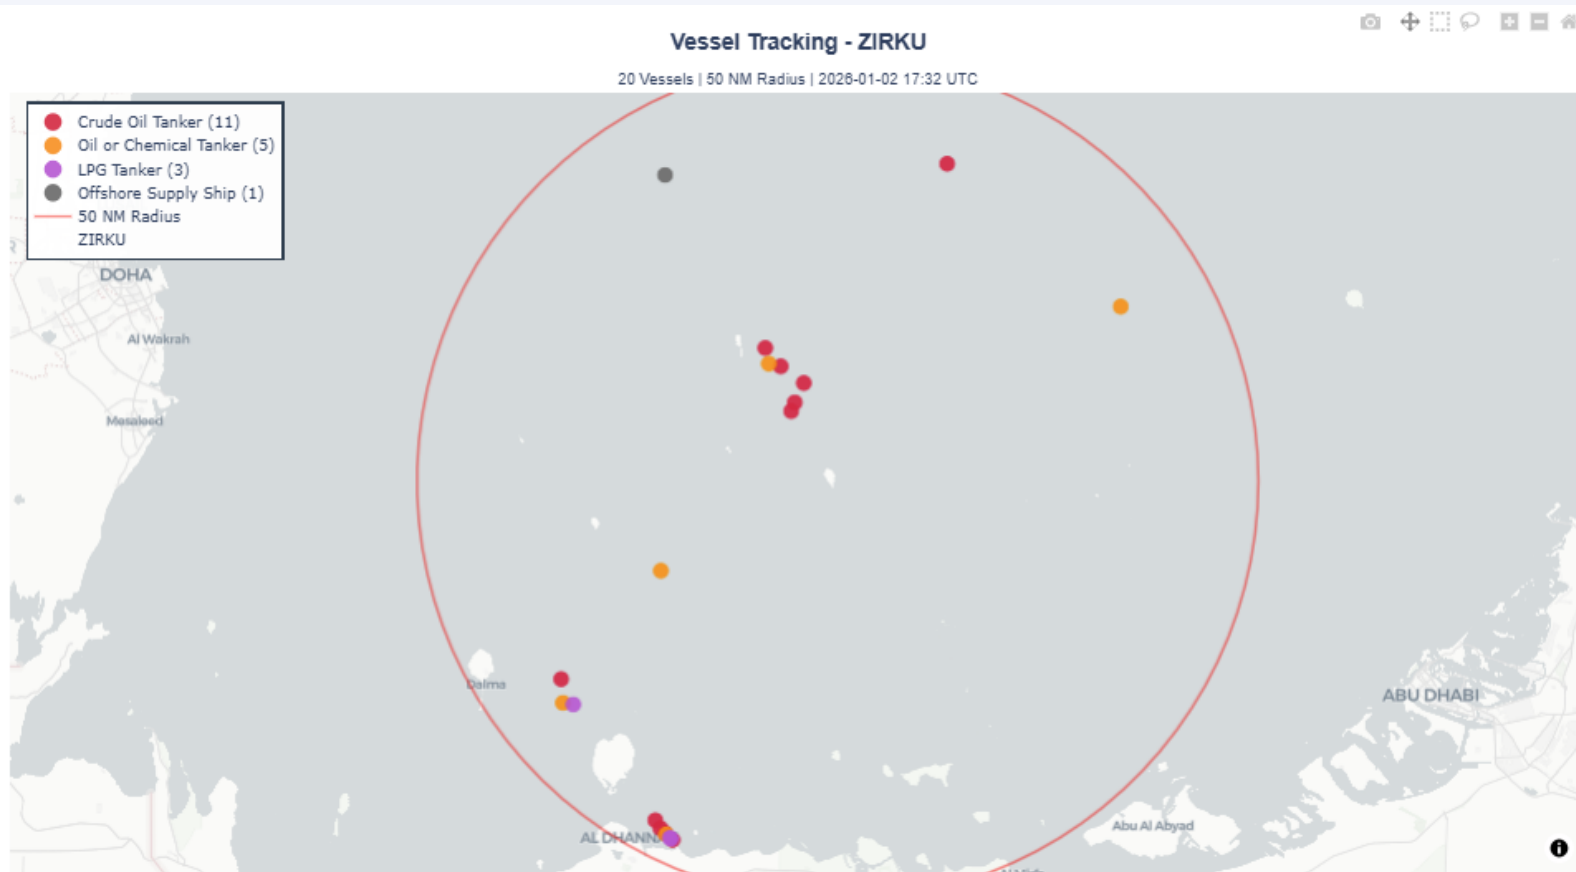 Vessel Tracking - ZIRKU
20 Vessels | 50 NM Radius | 2026-01-02 17:32 UTC
Crude Oil Tanker (11)
Oil or Chemical Tanker (5)
LPG Tanker (3)
Offshore Supply Ship (1)
50 NM Radius
ZIRKU
DOHA
Al Wakrah
Mesaieed
Dalma
ABU DHABI
Abu Al Abyad
AL DHANN